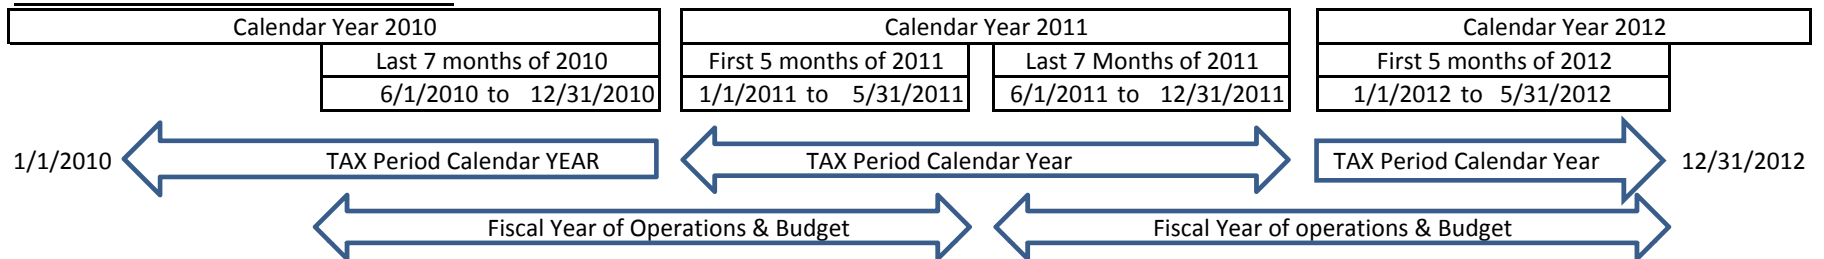 Calendar Year 2010 Calendar Year 2011 Calendar Year 2012
Last 7 months of 2010 First 5 months of 2011 Last 7 Months of 2011 First 5 months of 2012
6/1/2010 to 12/31/2010 1/1/2011 to 5/31/2011 6/1/2011 to 12/31/2011 1/1/2012 to 5/31/2012
1/1/2010 TAX Period Calendar YEAR TAX Period Calendar Year TAX Period Calendar Year 12/31/2012
Fiscal Year of Operations & Budget Fiscal Year of operations & Budget